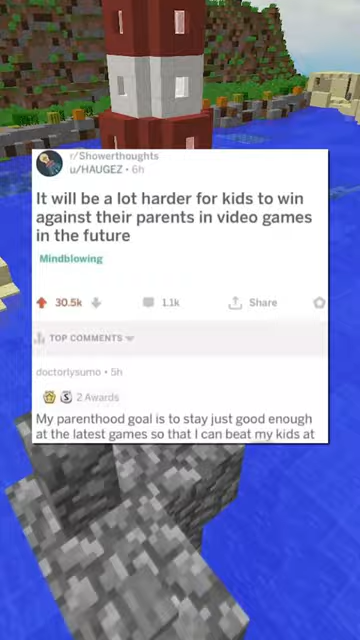 r/Showerthoughts
u/HAUGEZ • 6h
It will be a lot harder for kids to win
against their parents in video games
in the future
Mindblowing
30.5k
1.1k
Share
TOP COMMENTS
doctorlysumo • 5h
2 Awards
My parenthood goal is to stay just good enough
at the latest games so that I can beat my kids at